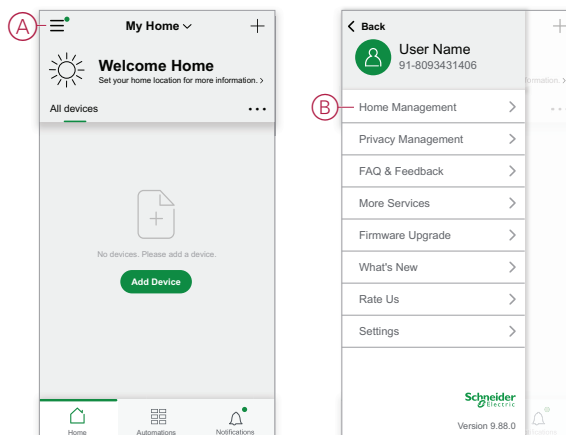 A
My Home
Welcome Home
Set your home location for more information. >
All devices
No devices. Please add a device.
Add Device
Home
Automations
Notifications
Back
User Name
91-8093431406
B
Home Management
Privacy Management
FAQ & Feedback
More Services
Firmware Upgrade
What's New
Rate Us
Settings
Schneider
Electric
Version 9.88.0